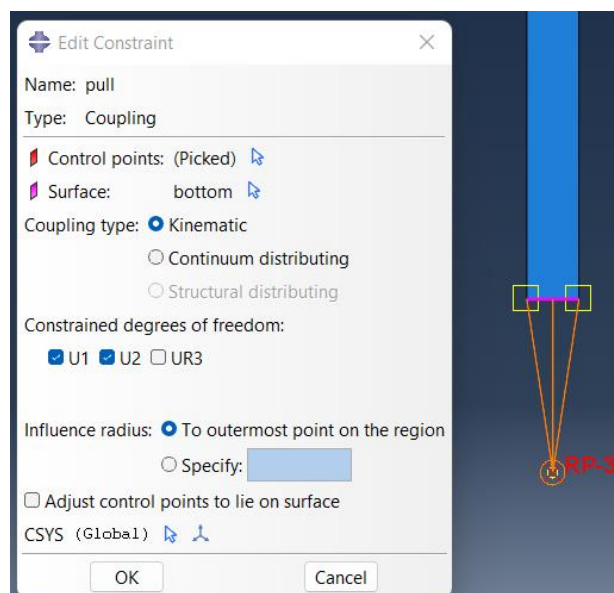 Edit Constraint
Name: pull
Type: Coupling
Control points: (Picked)
Surface: bottom
Coupling type: Kinematic
Continuum distributing
Structural distributing
Constrained degrees of freedom:
U1 U2 UR3
Influence radius: To outermost point on the region
Specify:
Adjust control points to lie on surface
CSYS (Global)
OK Cancel
RP-3